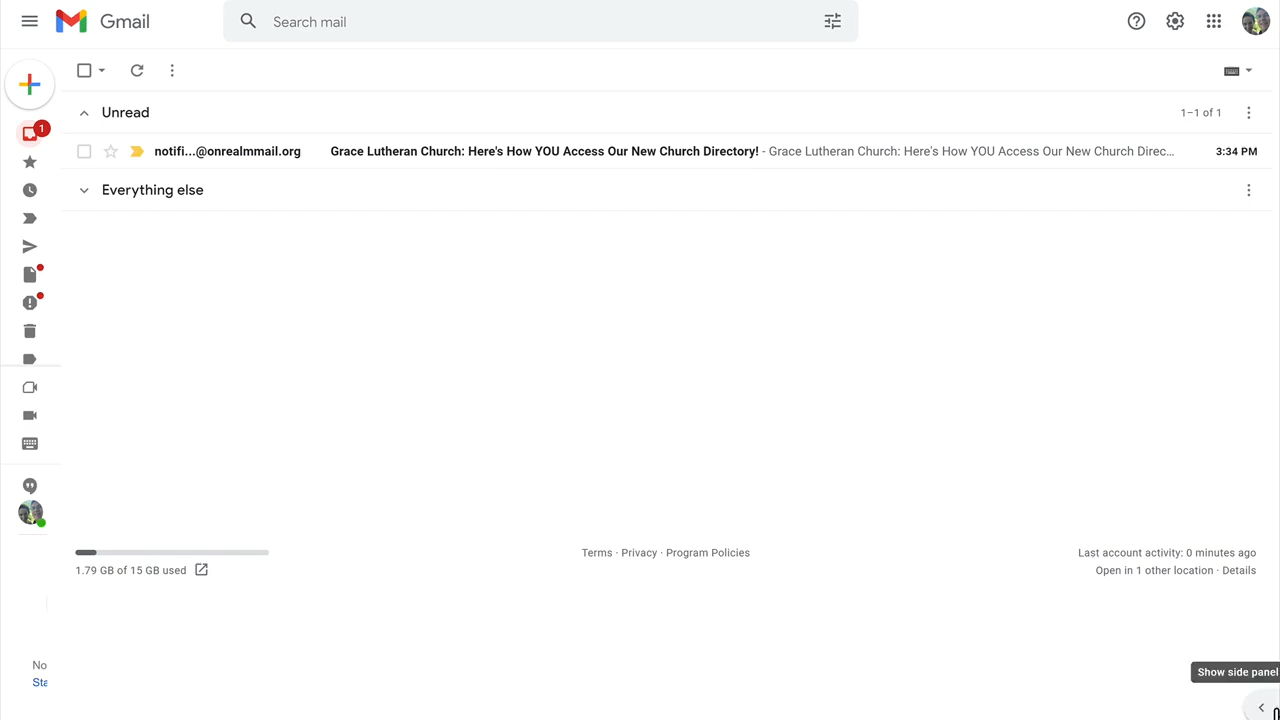 Gmail
Search mail
Unread
1–1 of 1
1
notifi...@onrealmmail.org
Grace Lutheran Church: Here's How YOU Access Our New Church Directory! - Grace Lutheran Church: Here's How YOU Access Our New Church Direc...
3:34 PM
Everything else
Terms · Privacy · Program Policies
Last account activity: 0 minutes ago
1.79 GB of 15 GB used
Open in 1 other location · Details
No
Sta
Show side panel